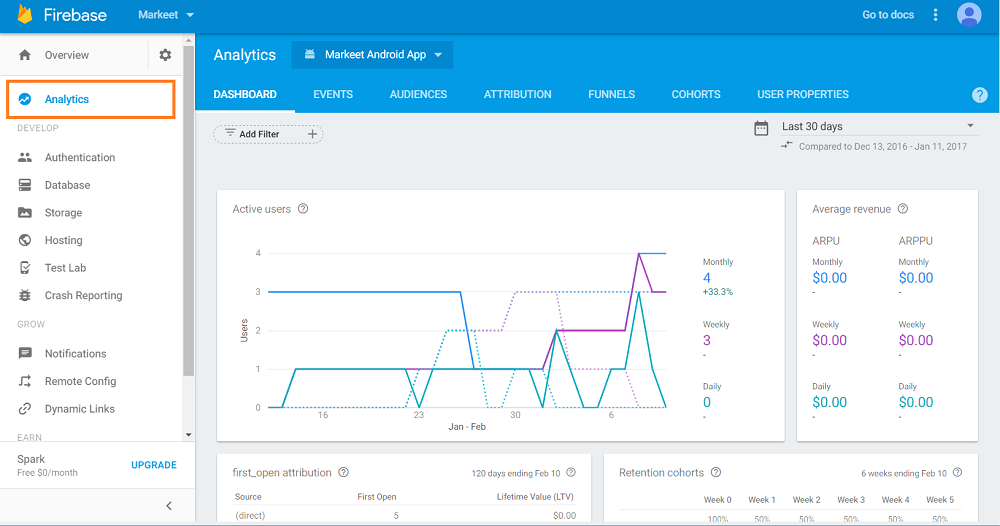 Firebase
Markeet
Go to docs
Overview
Analytics
DEVELOP
Authentication
Database
Storage
Hosting
Test Lab
Crash Reporting
GROW
Notifications
Remote Config
Dynamic Links
EARN
Spark
Free $0/month
UPGRADE
Analytics
Markeet Android App
DASHBOARD EVENTS AUDIENCES ATTRIBUTION FUNNELS COHORTS USER PROPERTIES
Add Filter
Last 30 days
Compared to Dec 13, 2016 - Jan 11, 2017
Active users
Users
4
3
2
1
0
16 23 30 6
Jan - Feb
Monthly
4
+33.3%
Weekly
3
-
Daily
0
-
Average revenue
ARPU ARPPU
Monthly Monthly
$0.00 $0.00
- -
Weekly Weekly
$0.00 $0.00
- -
Daily Daily
$0.00 $0.00
- -
first_open attribution
120 days ending Feb 10
Source First Open Lifetime Value (LTV)
(direct) 5 $0.00
Retention cohorts
6 weeks ending Feb 10
Week 0 Week 1 Week 2 Week 3 Week 4 Week 5
100% 50% 50% 50% 50% 50%